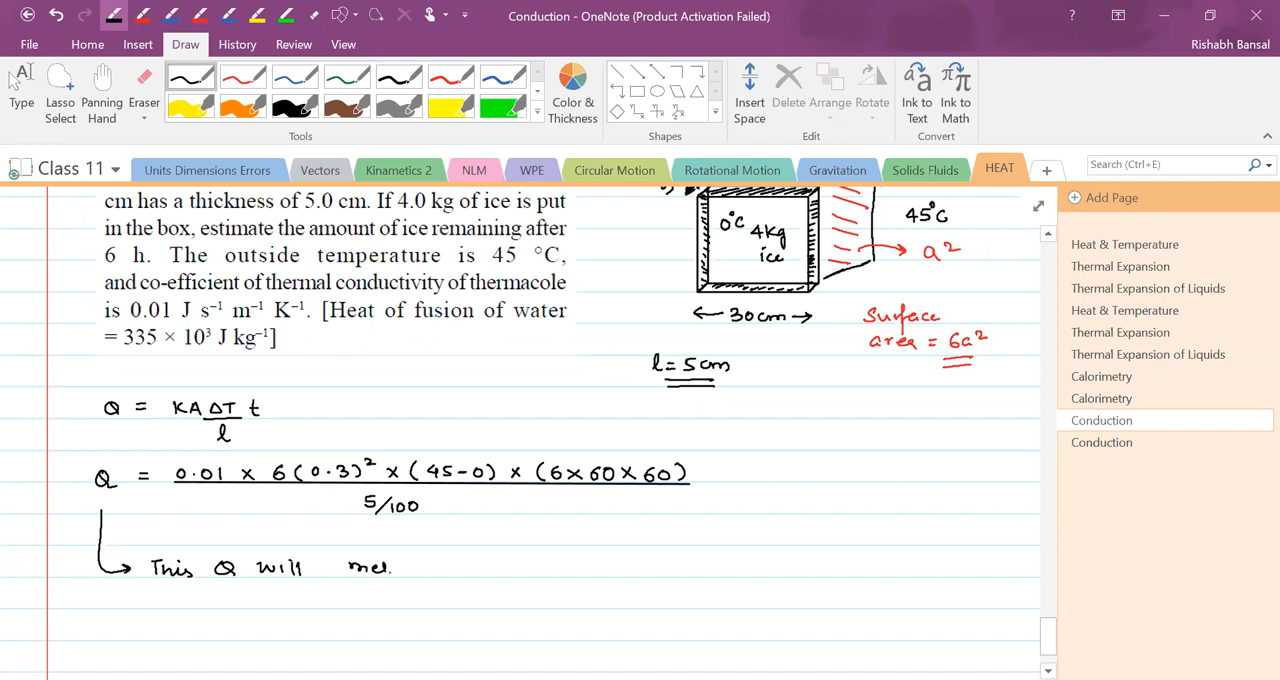 Conduction - OneNote (Product Activation Failed)
?
File Home Insert Draw History Review View
Rishabh Bansal
Type
Lasso Select
Panning Hand
Eraser
Color & Thickness
Insert Space
Delete
Arrange
Rotate
Ink to Text
Ink to Math
Tools
Shapes
Edit
Convert
Class 11
Units Dimensions Errors
Vectors
Kinematics 2
NLM
WPE
Circular Motion
Rotational Motion
Gravitation
Solids Fluids
HEAT
Search (Ctrl+E)
Add Page
Heat & Temperature
Thermal Expansion
Thermal Expansion of Liquids
Heat & Temperature
Thermal Expansion
Thermal Expansion of Liquids
Calorimetry
Calorimetry
Conduction
Conduction
cm has a thickness of 5.0 cm. If 4.0 kg of ice is put
in the box, estimate the amount of ice remaining after
6 h. The outside temperature is 45 °C,
and co-efficient of thermal conductivity of thermacole
is 0.01 J s⁻¹ m⁻¹ K⁻¹. [Heat of fusion of water
= 335 × 10³ J kg⁻¹]
0°C 4kg
ice
45°C
a²
30cm
Surface
area = 6a²
l = 5cm
Q = KA ΔT t
l
Q = 0.01 × 6(0.3)² × (45-0) × (6×60×60)
5/100
This Q will mel